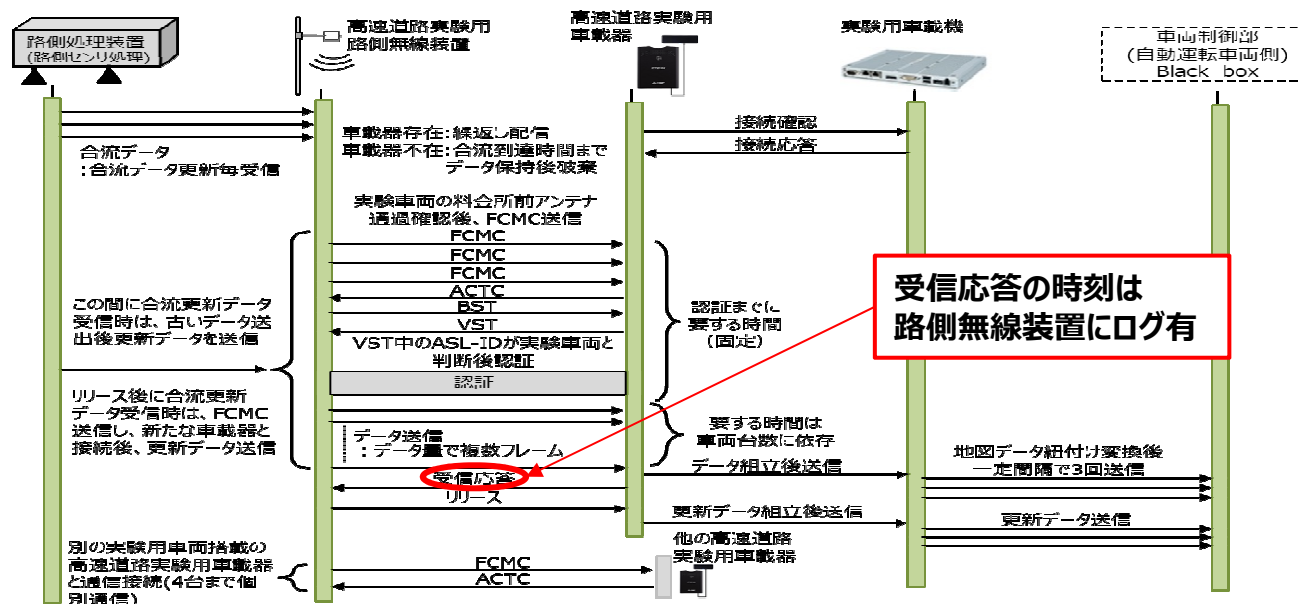 路側処理装置
(路側センサ処理)
高速道路実験用
路側無線装置
高速道路実験用
車載器
実験用車載機
車両制御部
(自動運転車両側)
Black box
合流データ
:合流データ更新毎受信
車載器存在:繰返し配信
車載器不在:合流到達時間まで
データ保持後破棄
接続確認
接続応答
実験車両の料会所前アンテナ
通過確認後、FCMC送信
FCMC
FCMC
FCMC
ACTC
BST
VST
VST中のASL-IDが実験車両と
判断後認証
認証
この間に合流更新データ
受信時は、古いデータ送
出後更新データを送信
認証までに
要する時間
(固定)
受信応答の時刻は
路側無線装置にログ有
リリース後に合流更新
データ受信時は、FCMC
送信し、新たな車載器と
接続後、更新データ送信
データ送信
:データ量で複数フレーム
要する時間は
車両台数に依存
受信応答
リリース
データ組立後送信
地図データ紐付け変換後
一定間隔で3回送信
更新データ組立後送信
更新データ送信
別の実験用車両搭載の
高速道路実験用車載器
と通信接続(4台まで個
別通信)
FCMC
ACTC
他の高速道路
実験用車載器